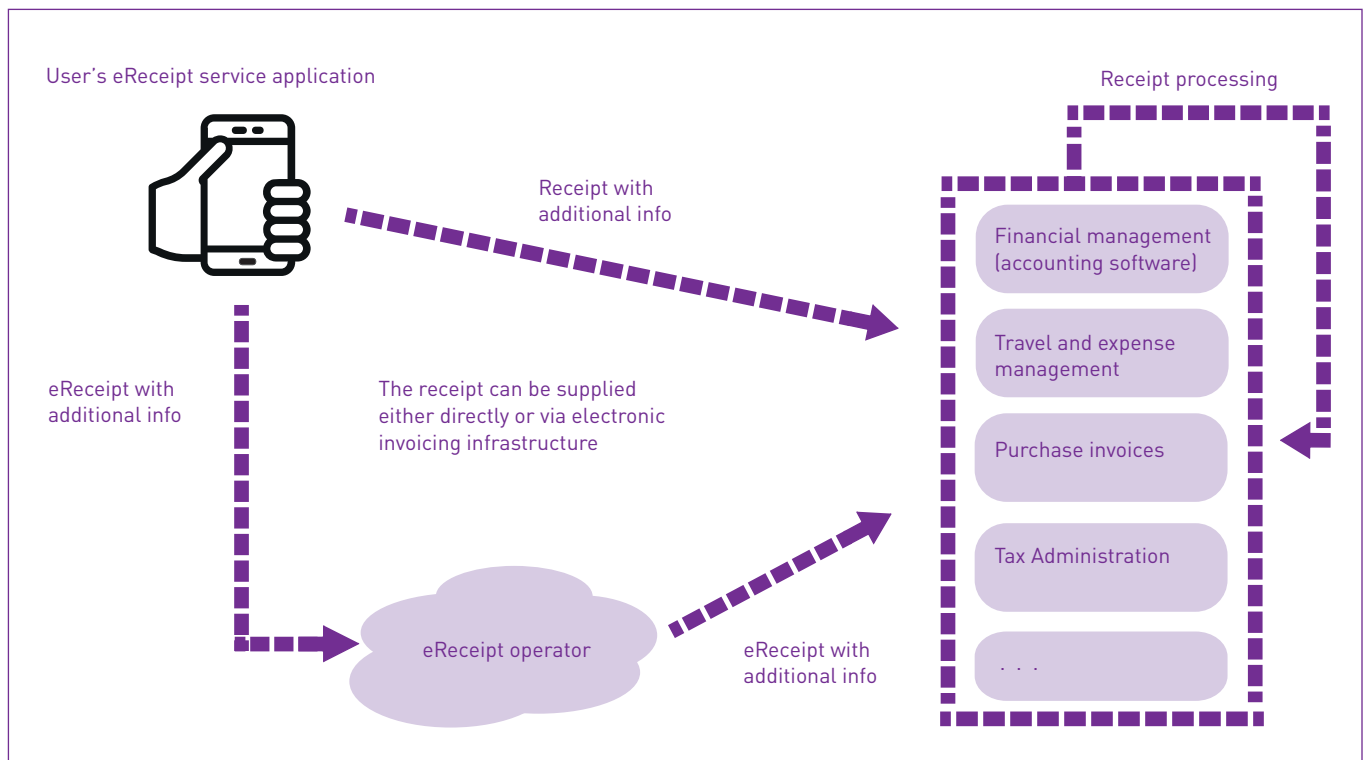 User's eReceipt service application
Receipt processing
Receipt with
additional info
Financial management
(accounting software)
Travel and expense
management
eReceipt with
additional info
The receipt can be supplied
either directly or via electronic
invoicing infrastructure
Purchase invoices
Tax Administration
eReceipt operator
eReceipt with
additional info
. . .